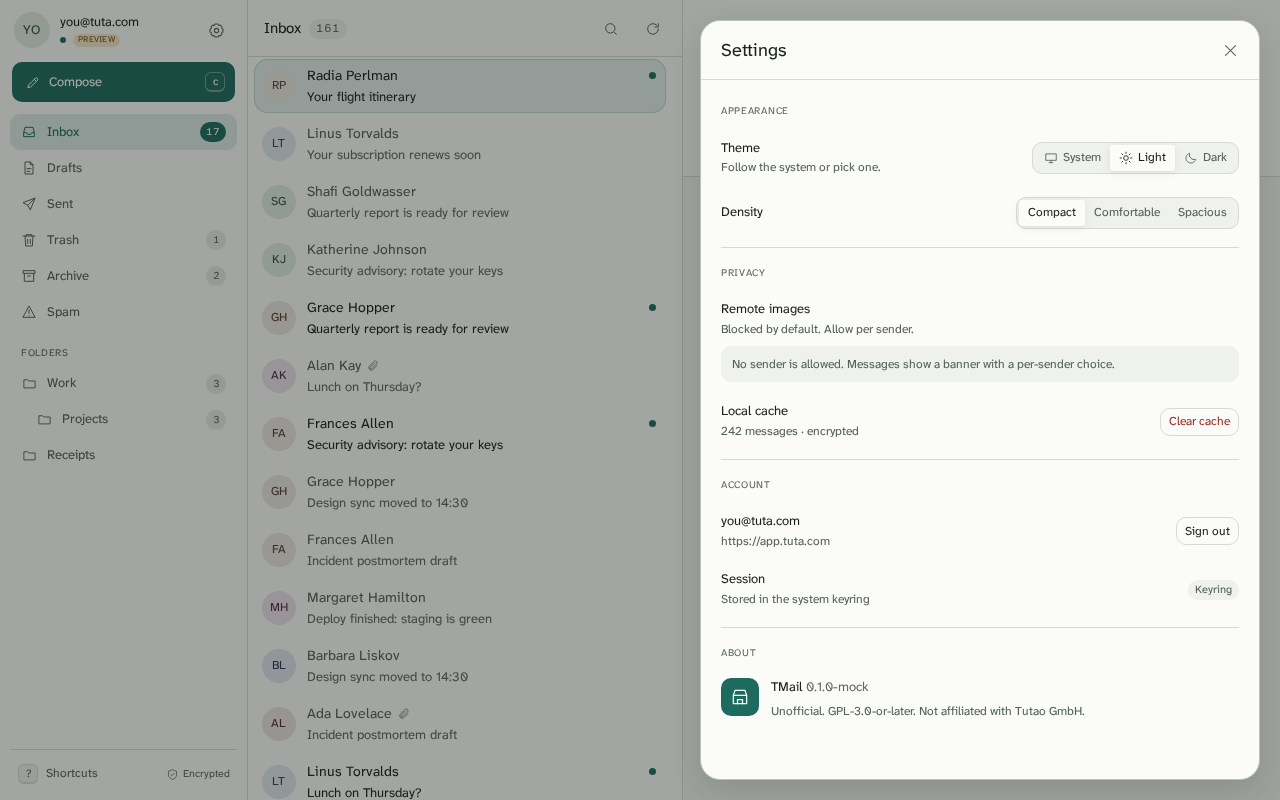 YO
you@tuta.com
PREVIEW
Compose
c
Inbox
17
Drafts
Sent
Trash
1
Archive
2
Spam
FOLDERS
Work
3
Projects
3
Receipts
?
Shortcuts
Encrypted
Inbox
161
RP
Radia Perlman
Your flight itinerary
LT
Linus Torvalds
Your subscription renews soon
SG
Shafi Goldwasser
Quarterly report is ready for review
KJ
Katherine Johnson
Security advisory: rotate your keys
GH
Grace Hopper
Quarterly report is ready for review
AK
Alan Kay
Lunch on Thursday?
FA
Frances Allen
Security advisory: rotate your keys
GH
Grace Hopper
Design sync moved to 14:30
FA
Frances Allen
Incident postmortem draft
MH
Margaret Hamilton
Deploy finished: staging is green
BL
Barbara Liskov
Design sync moved to 14:30
AL
Ada Lovelace
Incident postmortem draft
LT
Linus Torvalds
Lunch on Thursday?
Settings
APPEARANCE
Theme
Follow the system or pick one.
System
Light
Dark
Density
Compact
Comfortable
Spacious
PRIVACY
Remote images
Blocked by default. Allow per sender.
No sender is allowed. Messages show a banner with a per-sender choice.
Local cache
242 messages · encrypted
Clear cache
ACCOUNT
you@tuta.com
https://app.tuta.com
Sign out
Session
Stored in the system keyring
Keyring
ABOUT
TMail 0.1.0-mock
Unofficial. GPL-3.0-or-later. Not affiliated with Tutao GmbH.